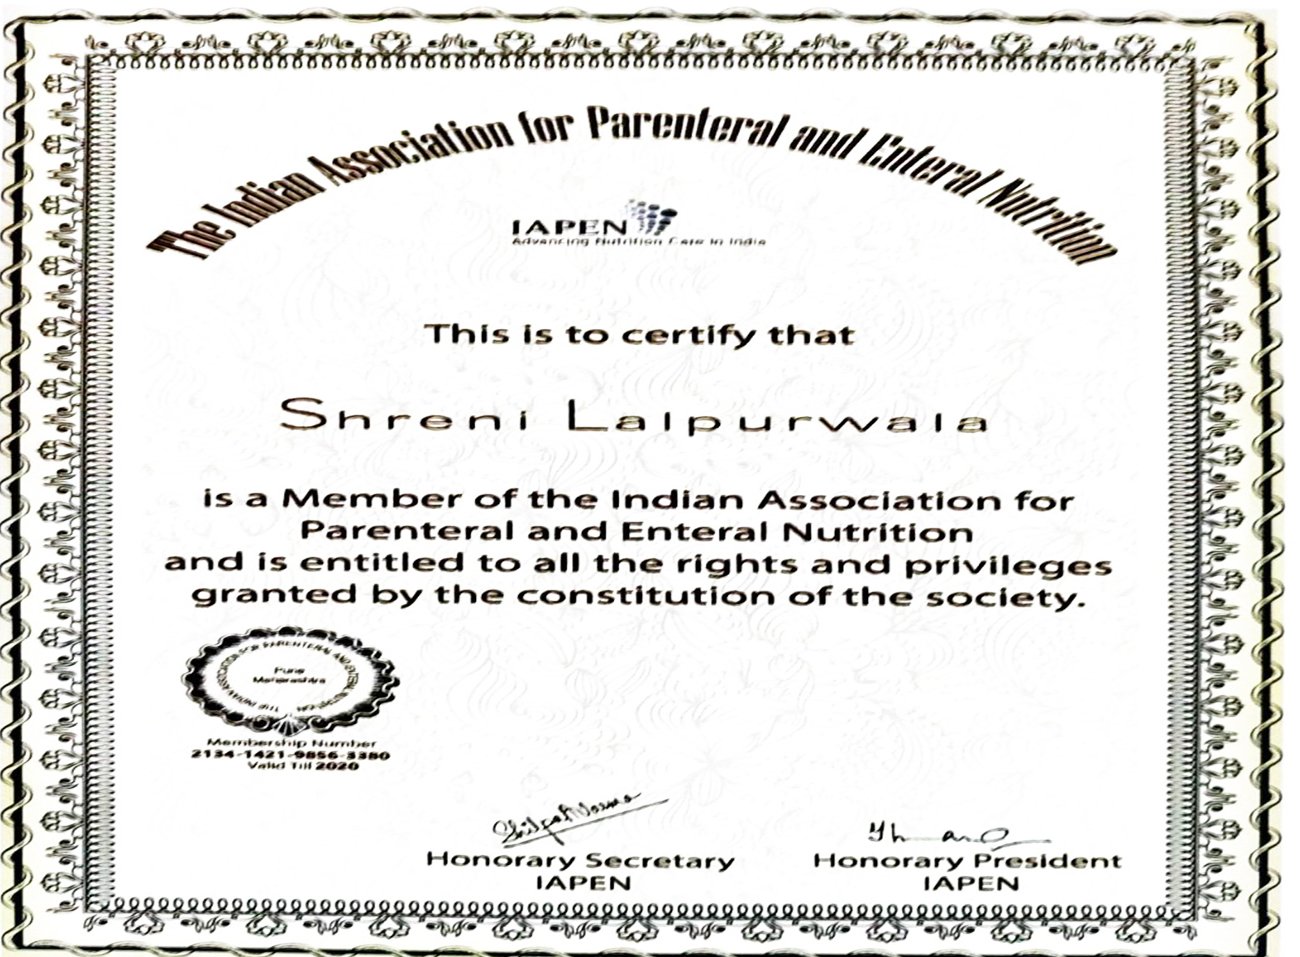 The Indian Association for Parenteral and Enteral Nutrition
IAPEN
Advancing Nutrition Care in India
This is to certify that
Shreni Lalpurwala
is a Member of the Indian Association for
Parenteral and Enteral Nutrition
and is entitled to all the rights and privileges
granted by the constitution of the society.
THE INDIAN ASSOCIATION FOR PARENTERAL AND ENTERAL NUTRITION
Pune
Maharashtra
Membership Number
2134-1421-9856-3380
Valid Till 2020
Honorary Secretary
IAPEN
Honorary President
IAPEN